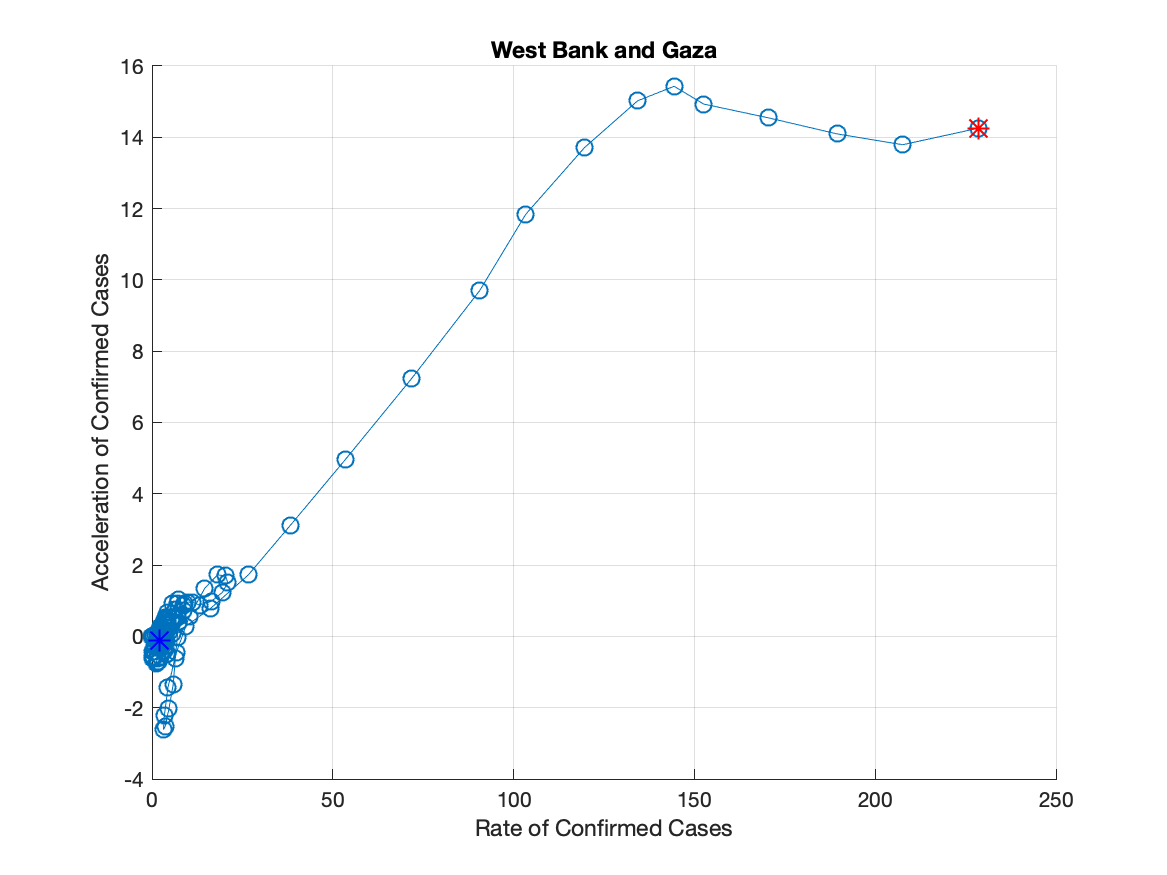 West Bank and Gaza
16
14
12
10
8
6
4
2
0
-2
-4
Acceleration of Confirmed Cases
0 50 100 150 200 250
Rate of Confirmed Cases